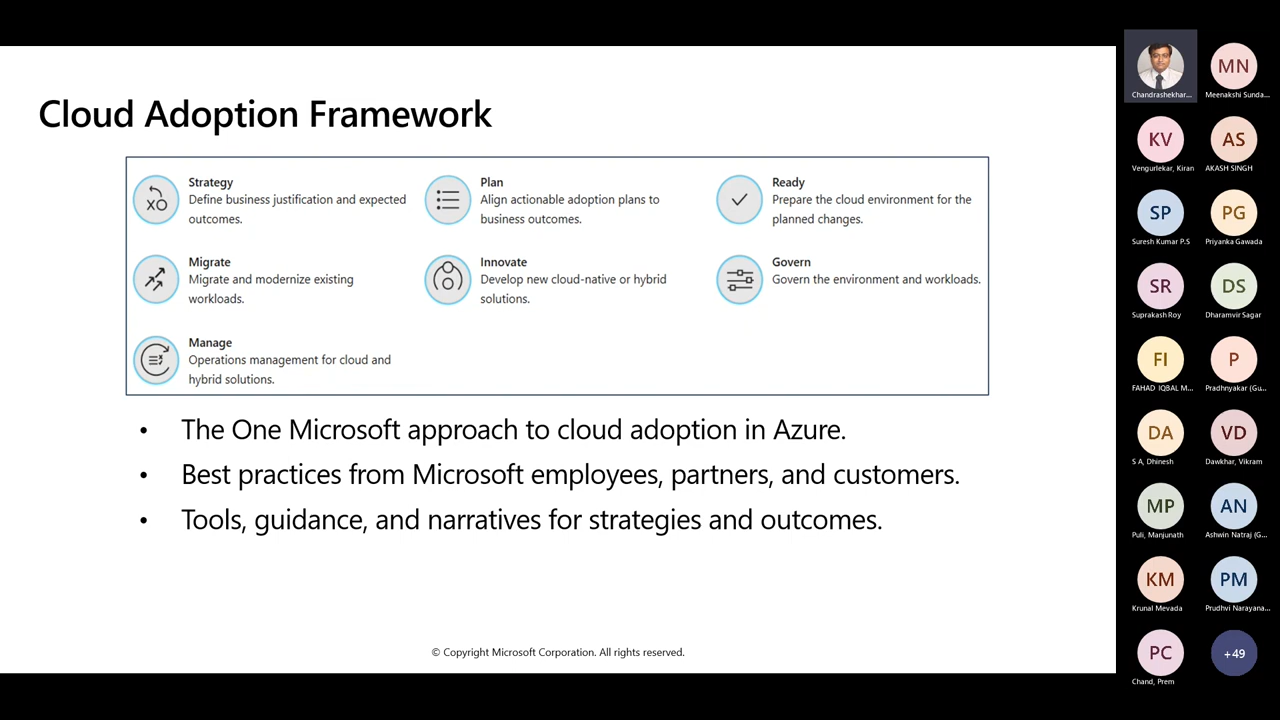 Cloud Adoption Framework
Strategy
Define business justification and expected
outcomes.
Plan
Align actionable adoption plans to
business outcomes.
Ready
Prepare the cloud environment for the
planned changes.
Migrate
Migrate and modernize existing
workloads.
Innovate
Develop new cloud-native or hybrid
solutions.
Govern
Govern the environment and workloads.
Manage
Operations management for cloud and
hybrid solutions.
• The One Microsoft approach to cloud adoption in Azure.
• Best practices from Microsoft employees, partners, and customers.
• Tools, guidance, and narratives for strategies and outcomes.
© Copyright Microsoft Corporation. All rights reserved.
Chandrashekhar...
MN
Meenakshi Sunda...
KV
Vengurlekar, Kiran
AS
AKASH SINGH
SP
Suresh Kumar P.S
PG
Priyanka Gawada
SR
Suprakash Roy
DS
Dharamvir Sagar
FI
FAHAD IQBAL M...
P
Pradhnyakar (Gu...
DA
S A, Dhinesh
VD
Dawkhar, Vikram
MP
Puli, Manjunath
AN
Ashwin Natraj (G...
KM
Krunal Mevada
PM
Prudhvi Narayana...
PC
Chand, Prem
+49